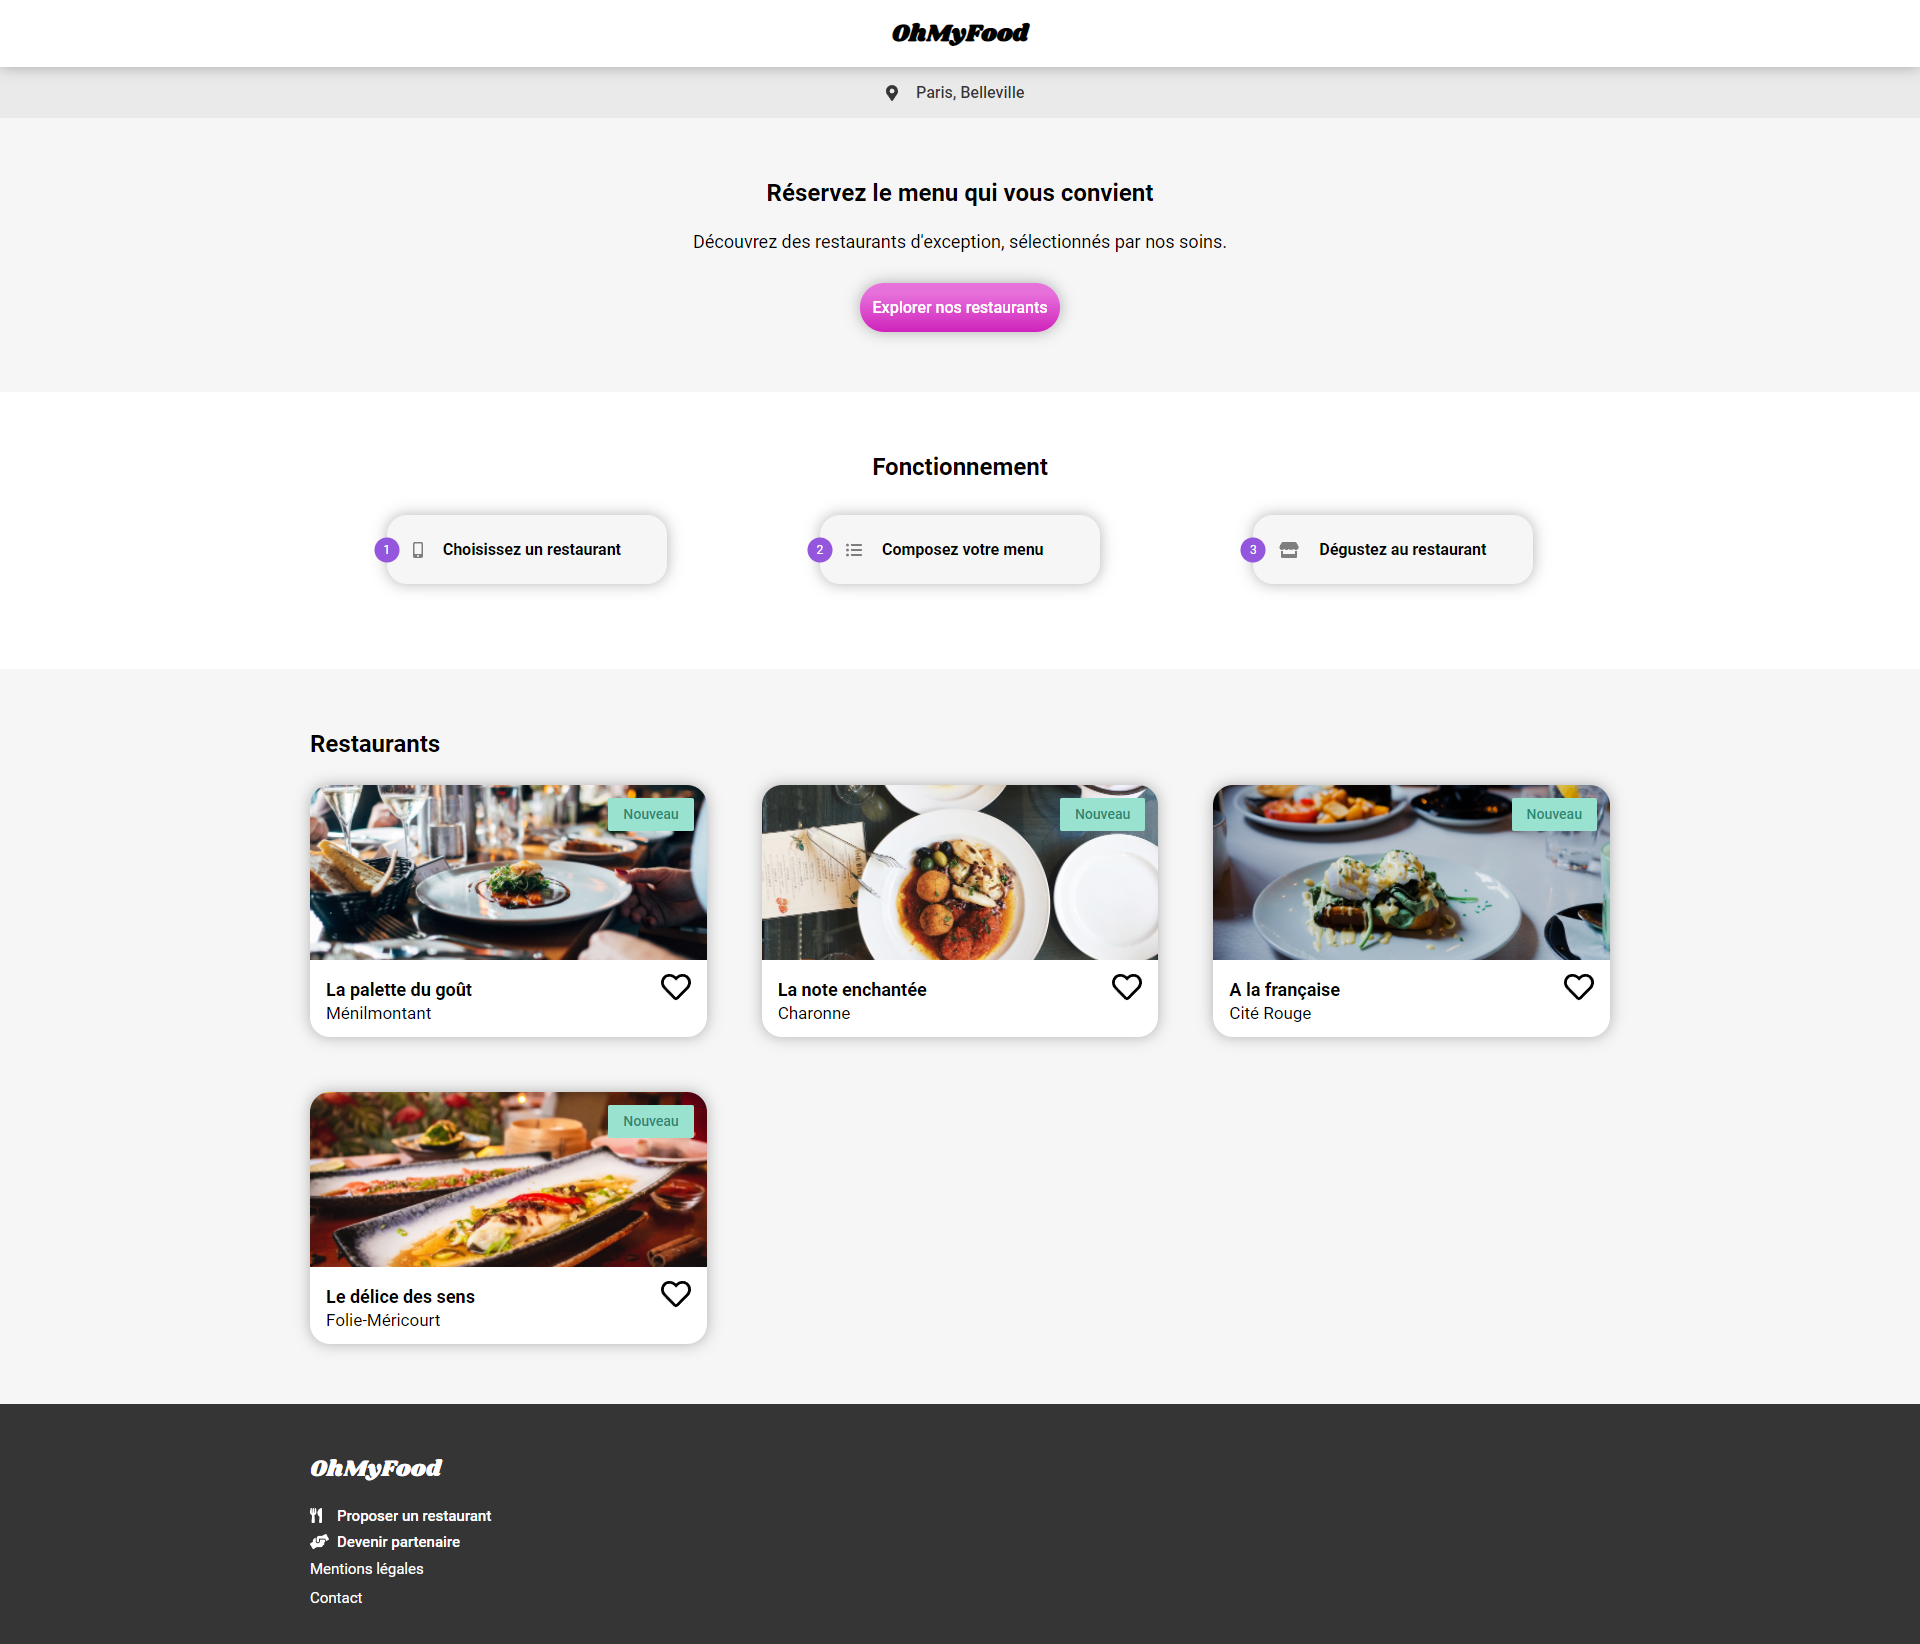 OhMyFood
Paris, Belleville
Réservez le menu qui vous convient
Découvrez des restaurants d'exception, sélectionnés par nos soins.
Explorer nos restaurants
Fonctionnement
1 Choisissez un restaurant
2 Composez votre menu
3 Dégustez au restaurant
Restaurants
Nouveau
La palette du goût
Ménilmontant
Nouveau
La note enchantée
Charonne
Nouveau
A la française
Cité Rouge
Nouveau
Le délice des sens
Folie-Méricourt
OhMyFood
Proposer un restaurant
Devenir partenaire
Mentions légales
Contact